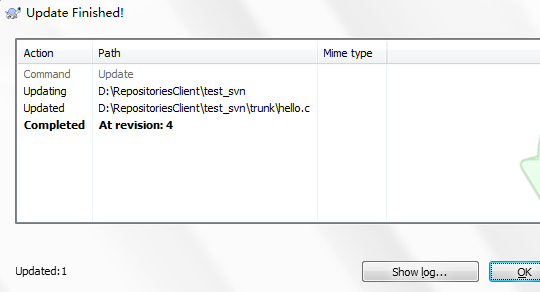 Update Finished!
Action Path Mime type
Command Update
Updating D:\RepositoriesClient\test_svn
Updated D:\RepositoriesClient\test_svn\trunk\hello.c
Completed At revision: 4
Updated:1 Show log... OK